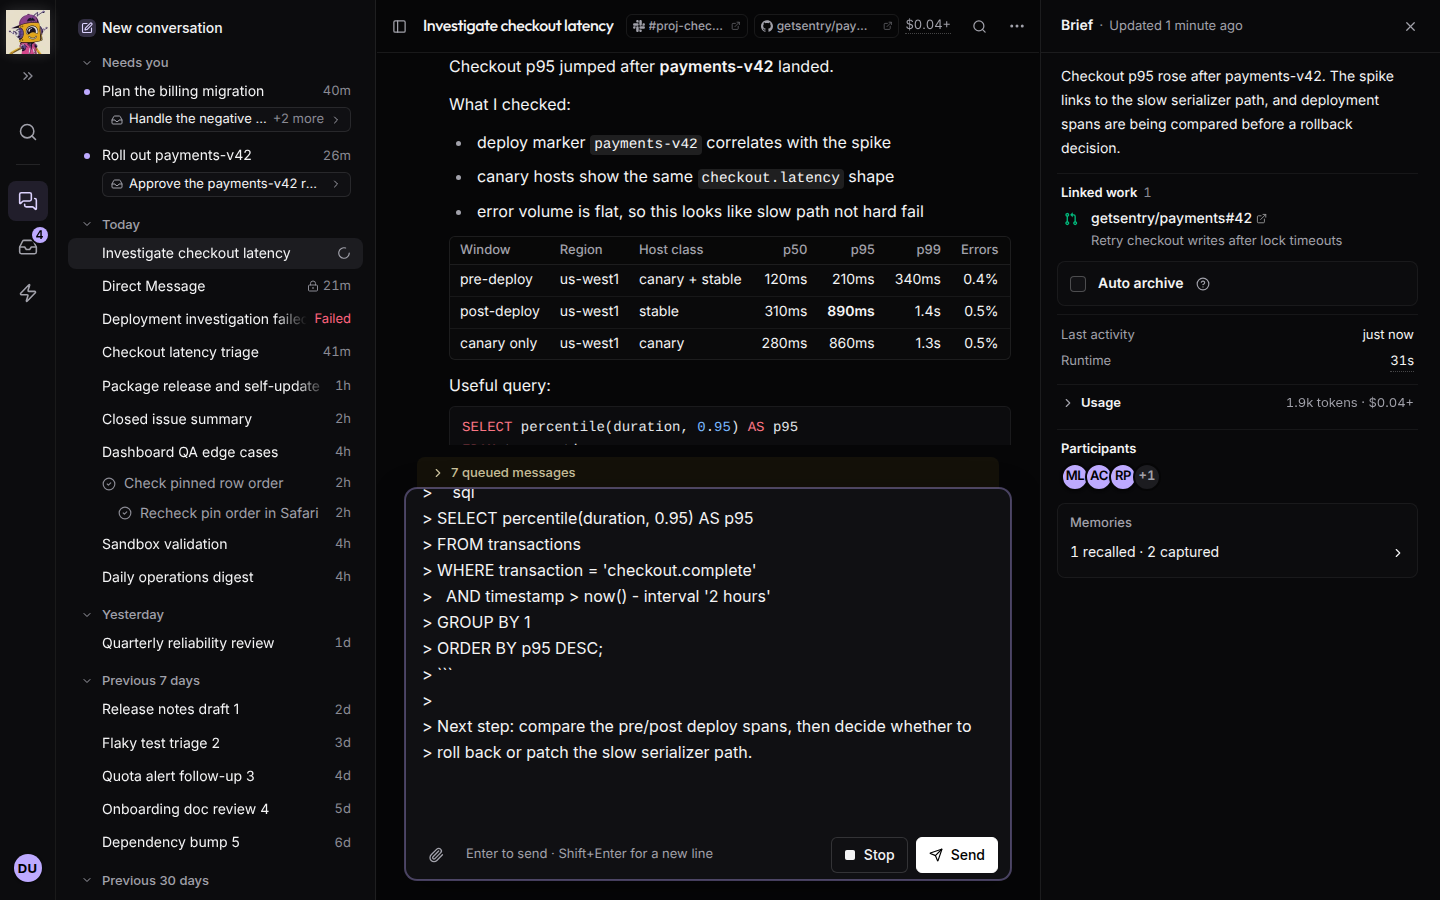 New conversation
Needs you
Plan the billing migration 40m
Handle the negative ... +2 more
Roll out payments-v42 26m
Approve the payments-v42 r...
Today
Investigate checkout latency
Direct Message 21m
Deployment investigation failed Failed
Checkout latency triage 41m
Package release and self-update 1h
Closed issue summary 2h
Dashboard QA edge cases 4h
Check pinned row order 2h
Recheck pin order in Safari 2h
Sandbox validation 4h
Daily operations digest 4h
Yesterday
Quarterly reliability review 1d
Previous 7 days
Release notes draft 1 2d
Flaky test triage 2 3d
Quota alert follow-up 3 4d
Onboarding doc review 4 5d
Dependency bump 5 6d
Previous 30 days
4
DU
Investigate checkout latency #proj-chec... getsentry/pay... $0.04+
Checkout p95 jumped after payments-v42 landed.
What I checked:
deploy marker payments-v42 correlates with the spike
canary hosts show the same checkout.latency shape
error volume is flat, so this looks like slow path not hard fail
Window Region Host class p50 p95 p99 Errors
pre-deploy us-west1 canary + stable 120ms 210ms 340ms 0.4%
post-deploy us-west1 stable 310ms 890ms 1.4s 0.5%
canary only us-west1 canary 280ms 860ms 1.3s 0.5%
Useful query:
SELECT percentile(duration, 0.95) AS p95
7 queued messages
> sql
> SELECT percentile(duration, 0.95) AS p95
> FROM transactions
> WHERE transaction = 'checkout.complete'
>   AND timestamp > now() - interval '2 hours'
> GROUP BY 1
> ORDER BY p95 DESC;
> ```
>
> Next step: compare the pre/post deploy spans, then decide whether to
> roll back or patch the slow serializer path.
Enter to send · Shift+Enter for a new line
Stop
Send
Brief · Updated 1 minute ago
Checkout p95 rose after payments-v42. The spike
links to the slow serializer path, and deployment
spans are being compared before a rollback
decision.
Linked work 1
getsentry/payments#42
Retry checkout writes after lock timeouts
Auto archive
Last activity just now
Runtime 31s
Usage 1.9k tokens · $0.04+
Participants
ML AC RP +1
Memories
1 recalled · 2 captured